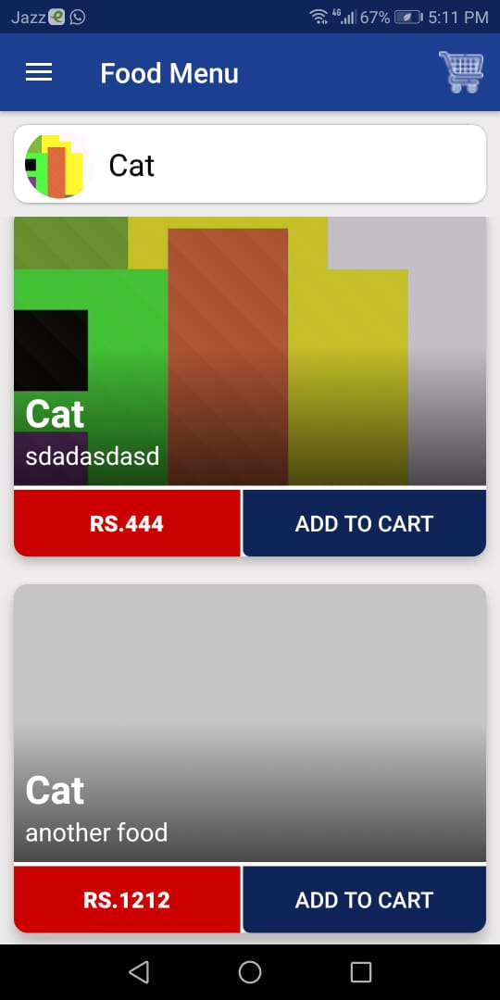 Jazz 4G 67% 5:11 PM
Food Menu
Cat
Cat
sdadasdasd
RS.444 ADD TO CART
Cat
another food
RS.1212 ADD TO CART